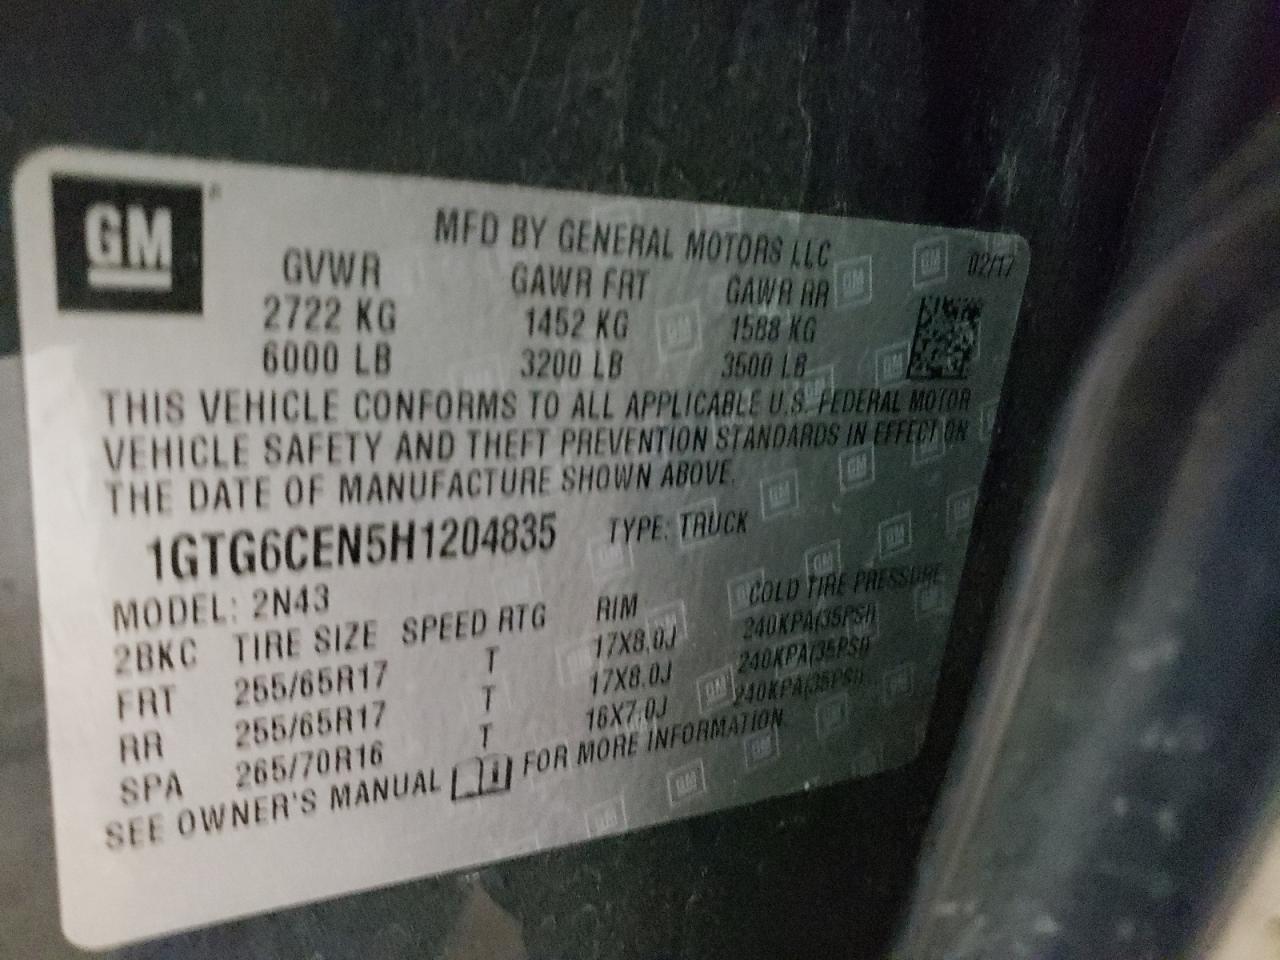 GM
MFD BY GENERAL MOTORS LLC
02/17
GVWR GAWR FRT GAWR RR
2722 KG 1452 KG 1588 KG
6000 LB 3200 LB 3500 LB
THIS VEHICLE CONFORMS TO ALL APPLICABLE U.S. FEDERAL MOTOR
VEHICLE SAFETY AND THEFT PREVENTION STANDARDS IN EFFECT ON
THE DATE OF MANUFACTURE SHOWN ABOVE.
1GTG6CEN5H1204835 TYPE: TRUCK
MODEL: 2N43
2BKC TIRE SIZE SPEED RTG RIM COLD TIRE PRESSURE
FRT 255/65R17 T 17X8.0J 240KPA(35PSI)
RR 255/65R17 T 17X8.0J 240KPA(35PSI)
SPA 265/70R16 T 16X7.0J 240KPA(35PSI)
SEE OWNER'S MANUAL FOR MORE INFORMATION.